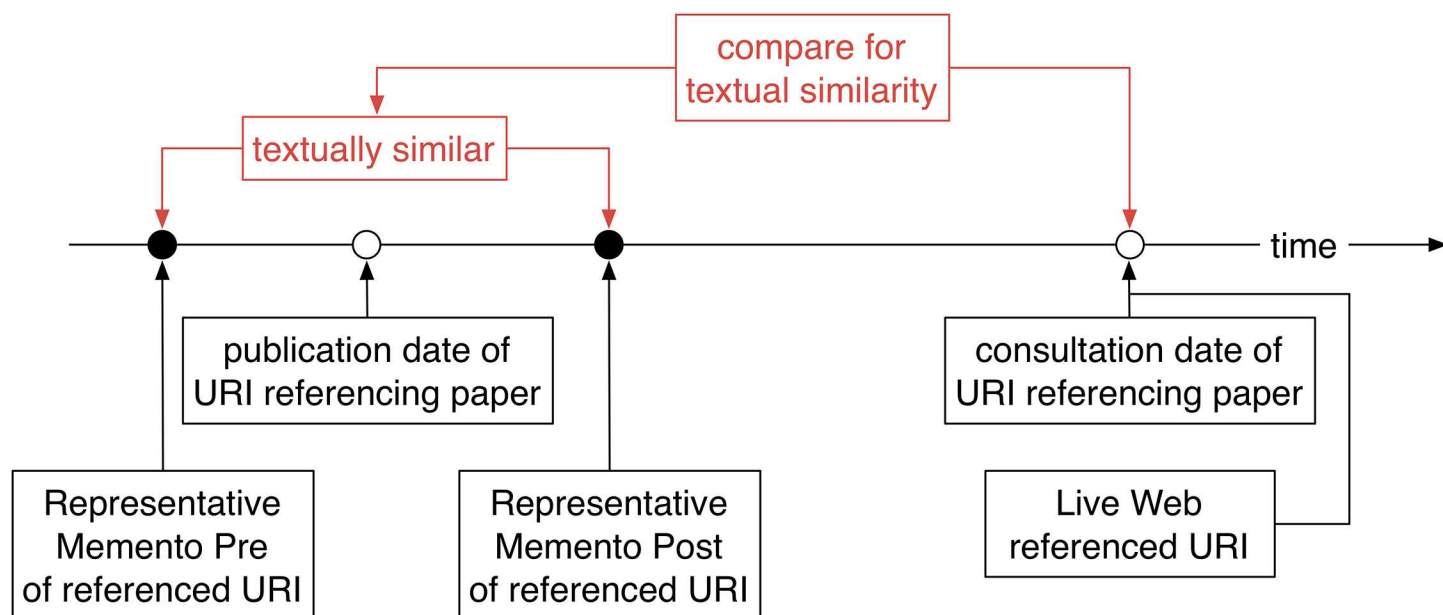 compare for
textual similarity
textually similar
time
publication date of
URI referencing paper
consultation date of
URI referencing paper
Representative
Memento Pre
of referenced URI
Representative
Memento Post
of referenced URI
Live Web
referenced URI